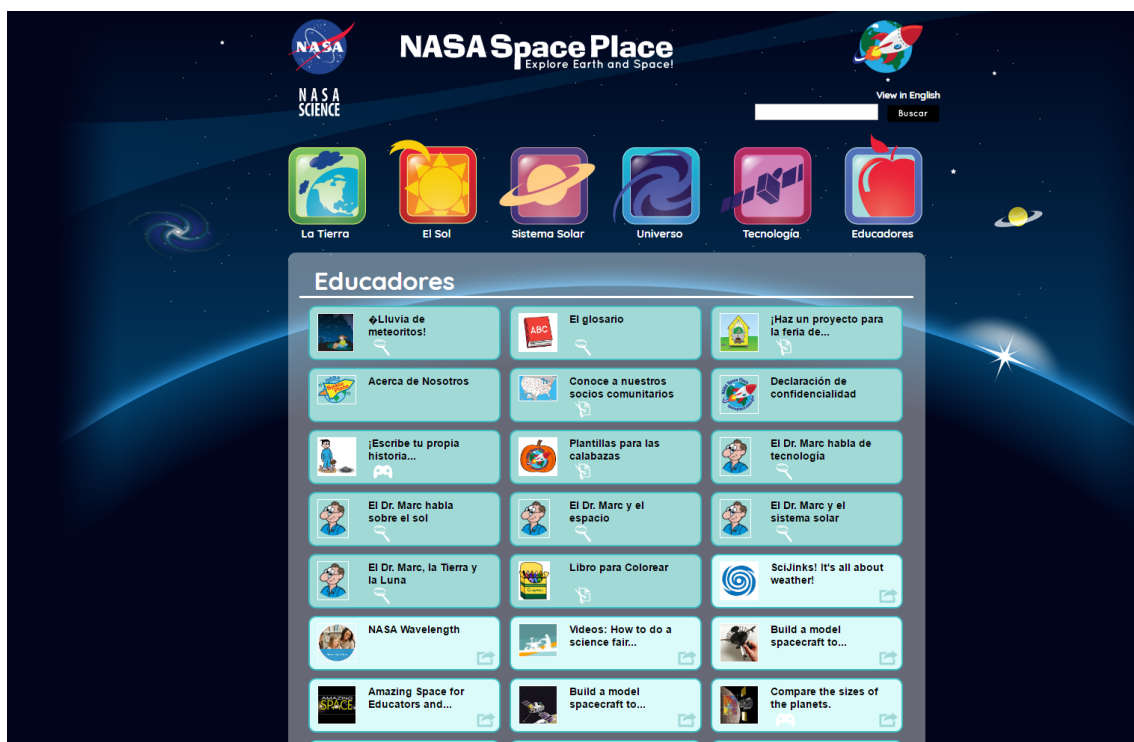 NASA
NASA Space Place
Explore Earth and Space!
NASA
SCIENCE
View in English
Buscar
La Tierra
El Sol
Sistema Solar
Universo
Tecnología
Educadores
Educadores
�Lluvia de
meteoritos!
El glosario
ABC
¡Haz un proyecto para
la feria de...
Acerca de Nosotros
Conoce a nuestros
socios comunitarios
Declaración de
confidencialidad
¡Escribe tu propia
historia...
Plantillas para las
calabazas
El Dr. Marc habla de
tecnología
El Dr. Marc habla
sobre el sol
El Dr. Marc y el
espacio
El Dr. Marc y el
sistema solar
El Dr. Marc, la Tierra y
la Luna
Libro para Colorear
SciJinks! It's all about
weather!
NASA Wavelength
Videos: How to do a
science fair...
Build a model
spacecraft to...
AMAZING
SPACE
Amazing Space for
Educators and...
Build a model
spacecraft to...
Compare the sizes of
the planets.